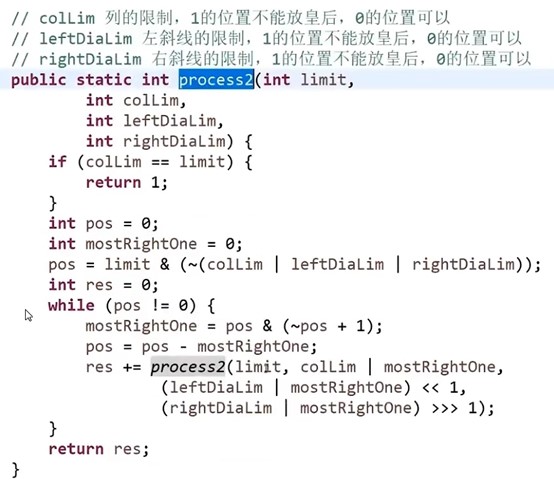 // colLim 列的限制，1的位置不能放皇后，0的位置可以
// leftDiaLim 左斜线的限制，1的位置不能放皇后，0的位置可以
// rightDiaLim 右斜线的限制，1的位置不能放皇后，0的位置可以
public static int process2(int limit,
        int colLim,
        int leftDiaLim,
        int rightDiaLim) {
    if (colLim == limit) {
        return 1;
    }
    int pos = 0;
    int mostRightOne = 0;
    pos = limit & (~(colLim | leftDiaLim | rightDiaLim));
    int res = 0;
    while (pos != 0) {
        mostRightOne = pos & (~pos + 1);
        pos = pos - mostRightOne;
        res += process2(limit, colLim | mostRightOne,
                (leftDiaLim | mostRightOne) << 1,
                (rightDiaLim | mostRightOne) >>> 1);
    }
    return res;
}